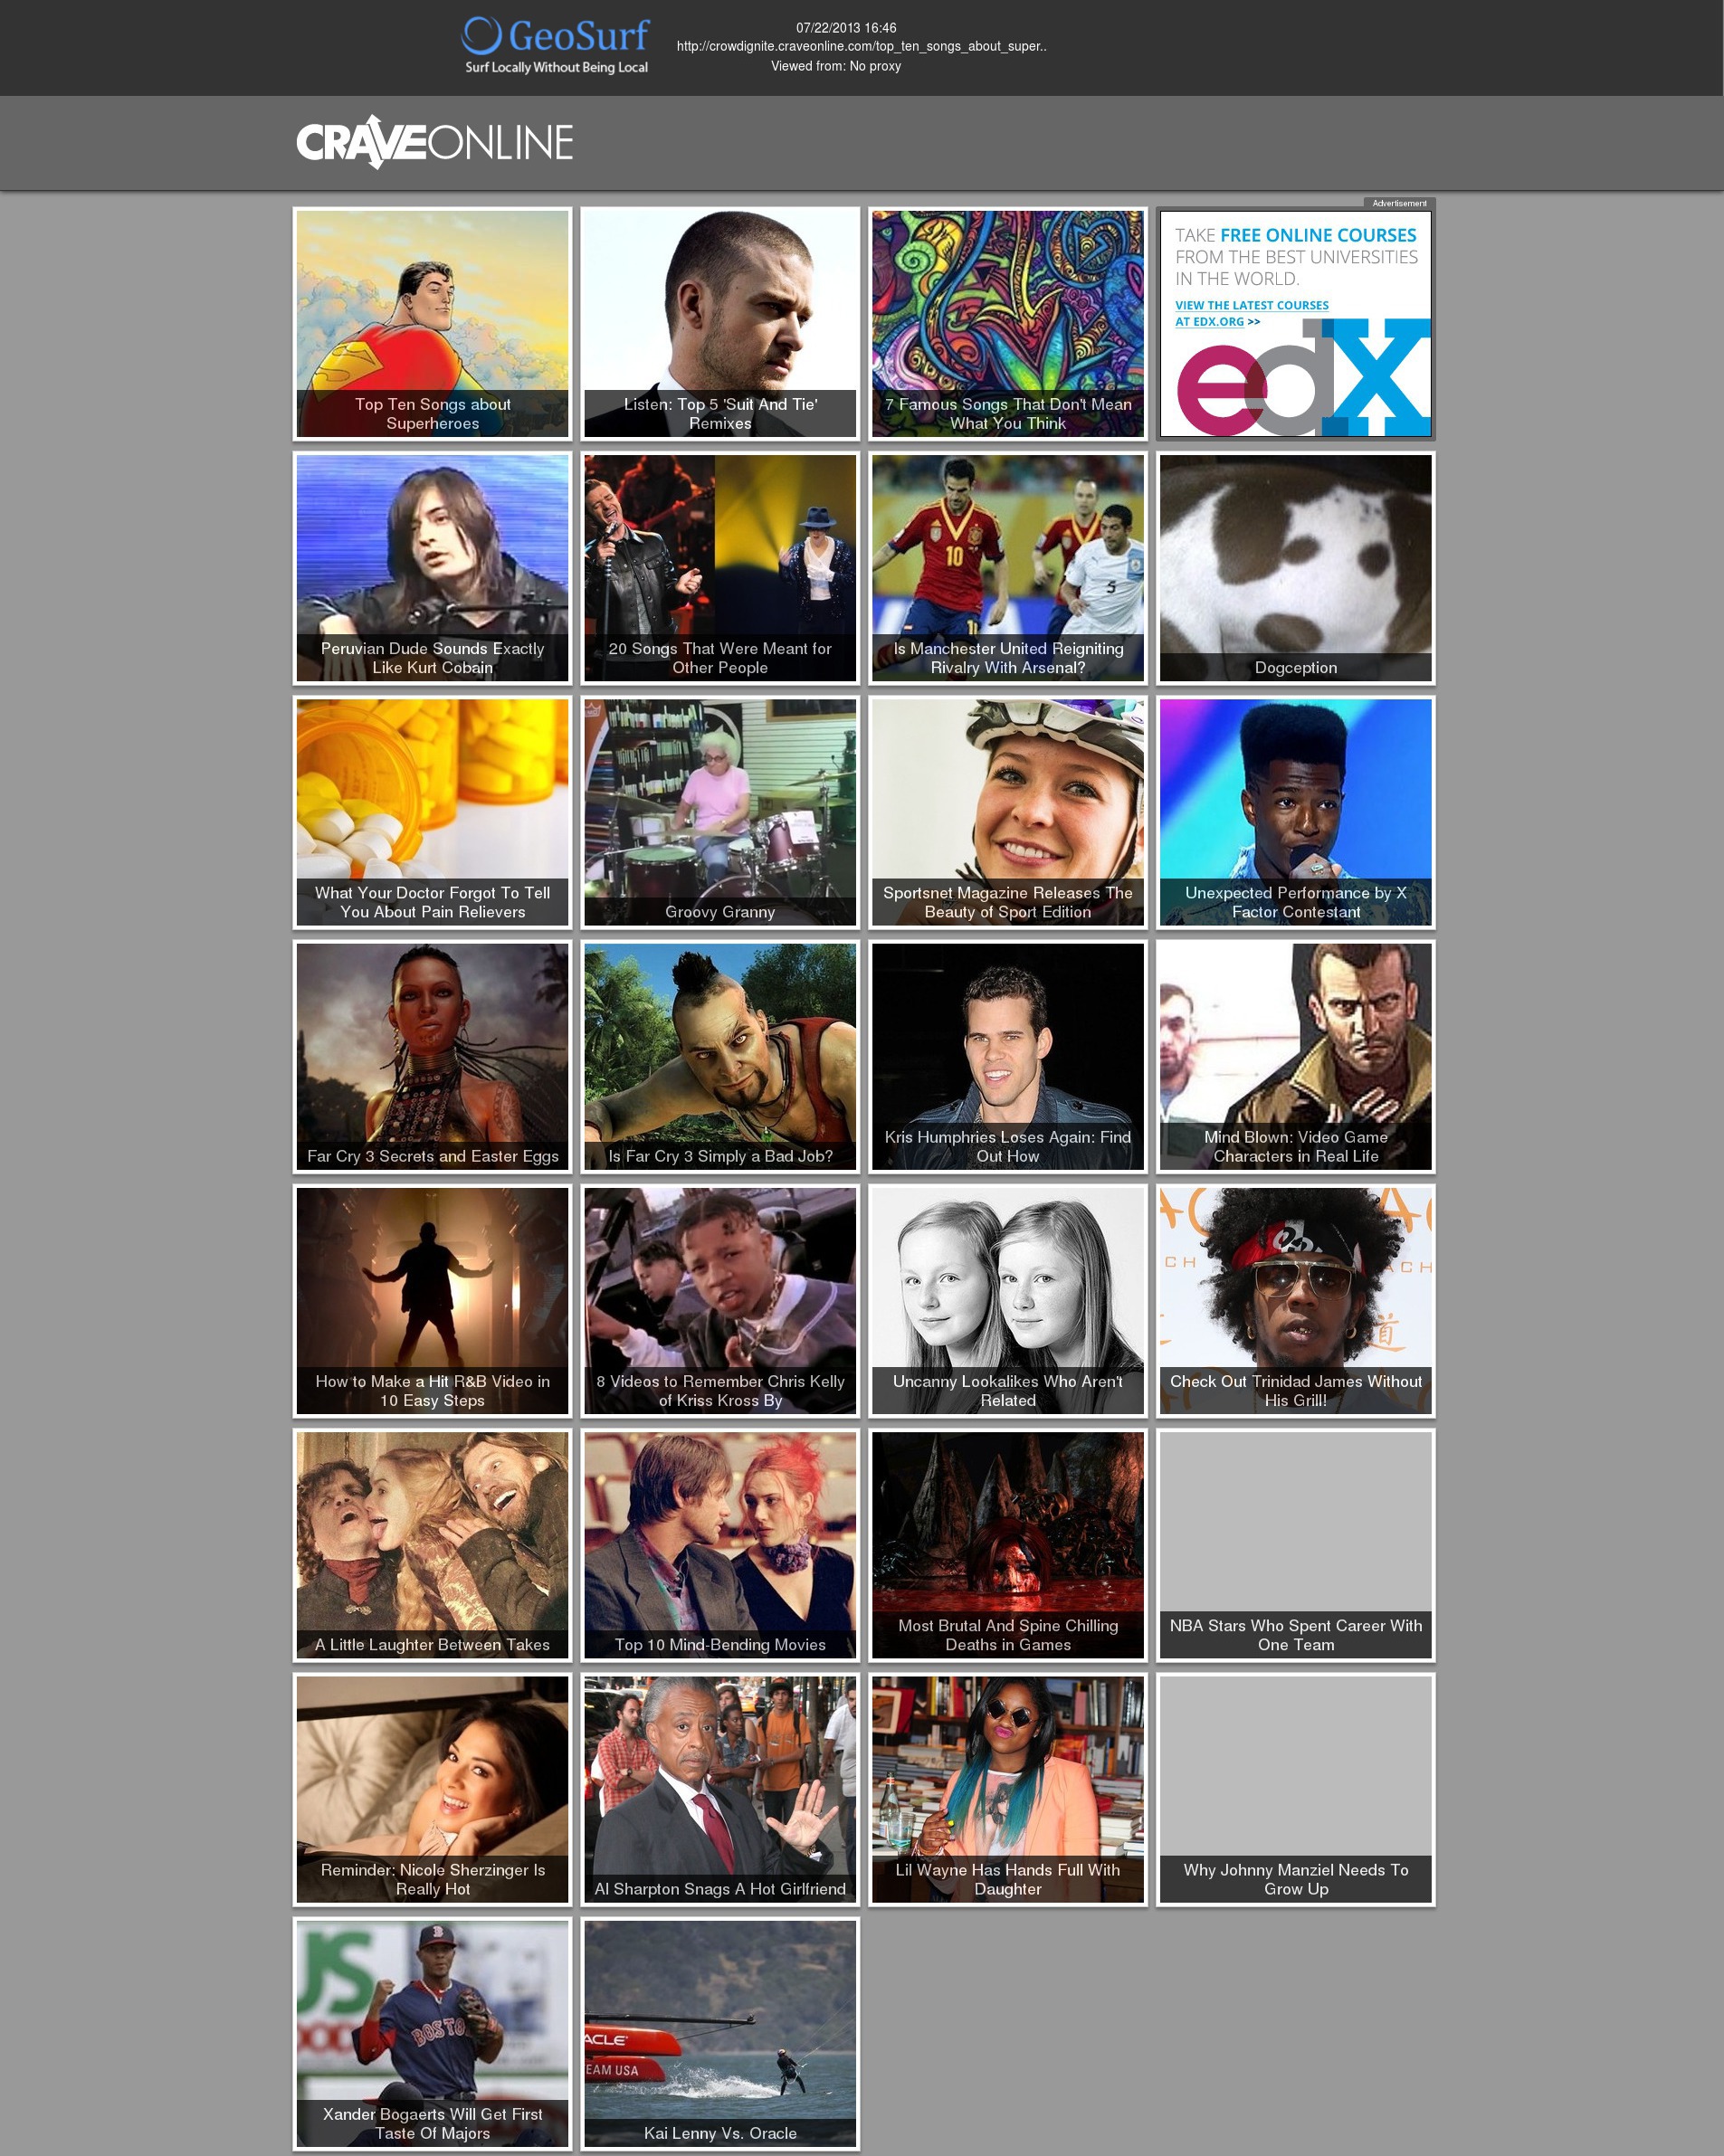 GeoSurf
Surf Locally Without Being Local
07/22/2013 16:46
http://crowdignite.craveonline.com/top_ten_songs_about_super..
Viewed from: No proxy
CRAVEONLINE
Advertisement
Top Ten Songs about
Superheroes
Listen: Top 5 'Suit And Tie'
Remixes
7 Famous Songs That Don't Mean
What You Think
TAKE FREE ONLINE COURSES
FROM THE BEST UNIVERSITIES
IN THE WORLD.
VIEW THE LATEST COURSES
AT EDX.ORG >>
edX
Peruvian Dude Sounds Exactly
Like Kurt Cobain
20 Songs That Were Meant for
Other People
10
5
Is Manchester United Reigniting
Rivalry With Arsenal?
Dogception
What Your Doctor Forgot To Tell
You About Pain Relievers
Groovy Granny
Sportsnet Magazine Releases The
Beauty of Sport Edition
Unexpected Performance by X
Factor Contestant
Far Cry 3 Secrets and Easter Eggs
Is Far Cry 3 Simply a Bad Job?
Kris Humphries Loses Again: Find
Out How
Mind Blown: Video Game
Characters in Real Life
How to Make a Hit R&B Video in
10 Easy Steps
8 Videos to Remember Chris Kelly
of Kriss Kross By
Uncanny Lookalikes Who Aren't
Related
CH
ACH
道
Check Out Trinidad James Without
His Grill!
A Little Laughter Between Takes
Top 10 Mind-Bending Movies
Most Brutal And Spine Chilling
Deaths in Games
NBA Stars Who Spent Career With
One Team
Reminder: Nicole Sherzinger Is
Really Hot
Al Sharpton Snags A Hot Girlfriend
Lil Wayne Has Hands Full With
Daughter
Why Johnny Manziel Needs To
Grow Up
US
B
BOSTO
Xander Bogaerts Will Get First
Taste Of Majors
ACLE
EAM USA
Kai Lenny Vs. Oracle